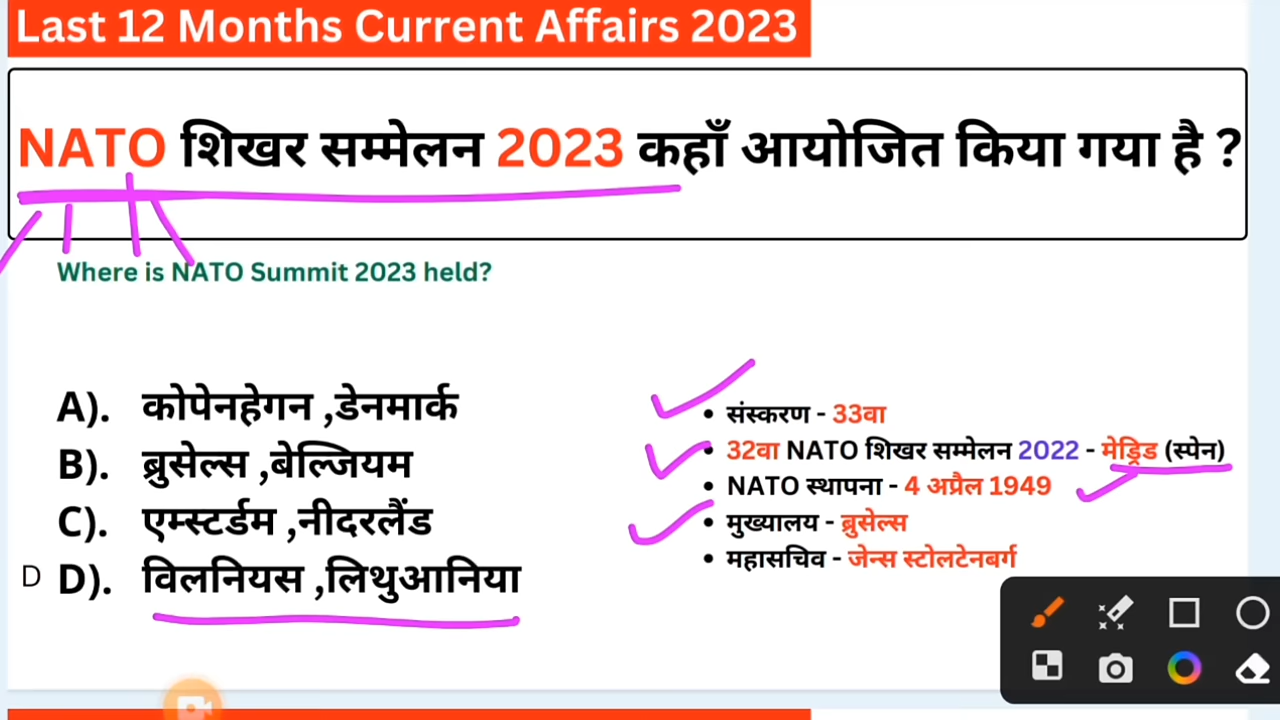 Last 12 Months Current Affairs 2023
NATO शिखर सम्मेलन 2023 कहाँ आयोजित किया गया है ?
Where is NATO Summit 2023 held?
A). कोपेनहेगन ,डेनमार्क
B). ब्रुसेल्स ,बेल्जियम
C). एम्स्टर्डम ,नीदरलैंड
D D). विलनियस ,लिथुआनिया
• संस्करण - 33वा
• 32वा NATO शिखर सम्मेलन 2022 - मेड्रिड (स्पेन)
• NATO स्थापना - 4 अप्रैल 1949
• मुख्यालय - ब्रुसेल्स
• महासचिव - जेन्स स्टोलटेनबर्ग